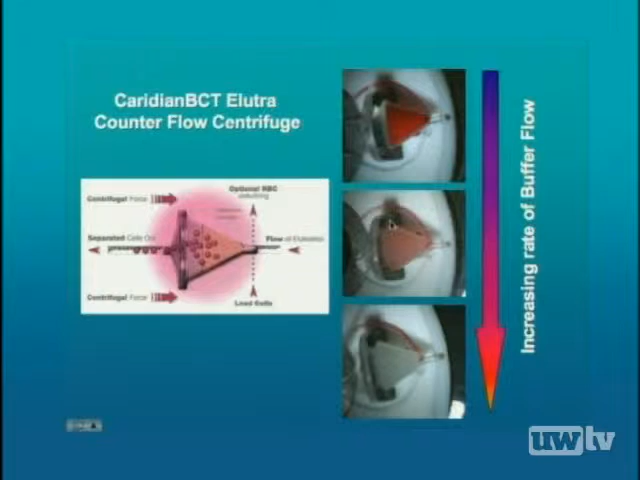 CaridianBCT Elutra
Counter Flow Centrifuge
Centrifugal Force
Optional RBC
debulking
Separated Cells Out
Flow of Elutriation
Centrifugal Force
Load Cells
Increasing rate of Buffer Flow
uwtv